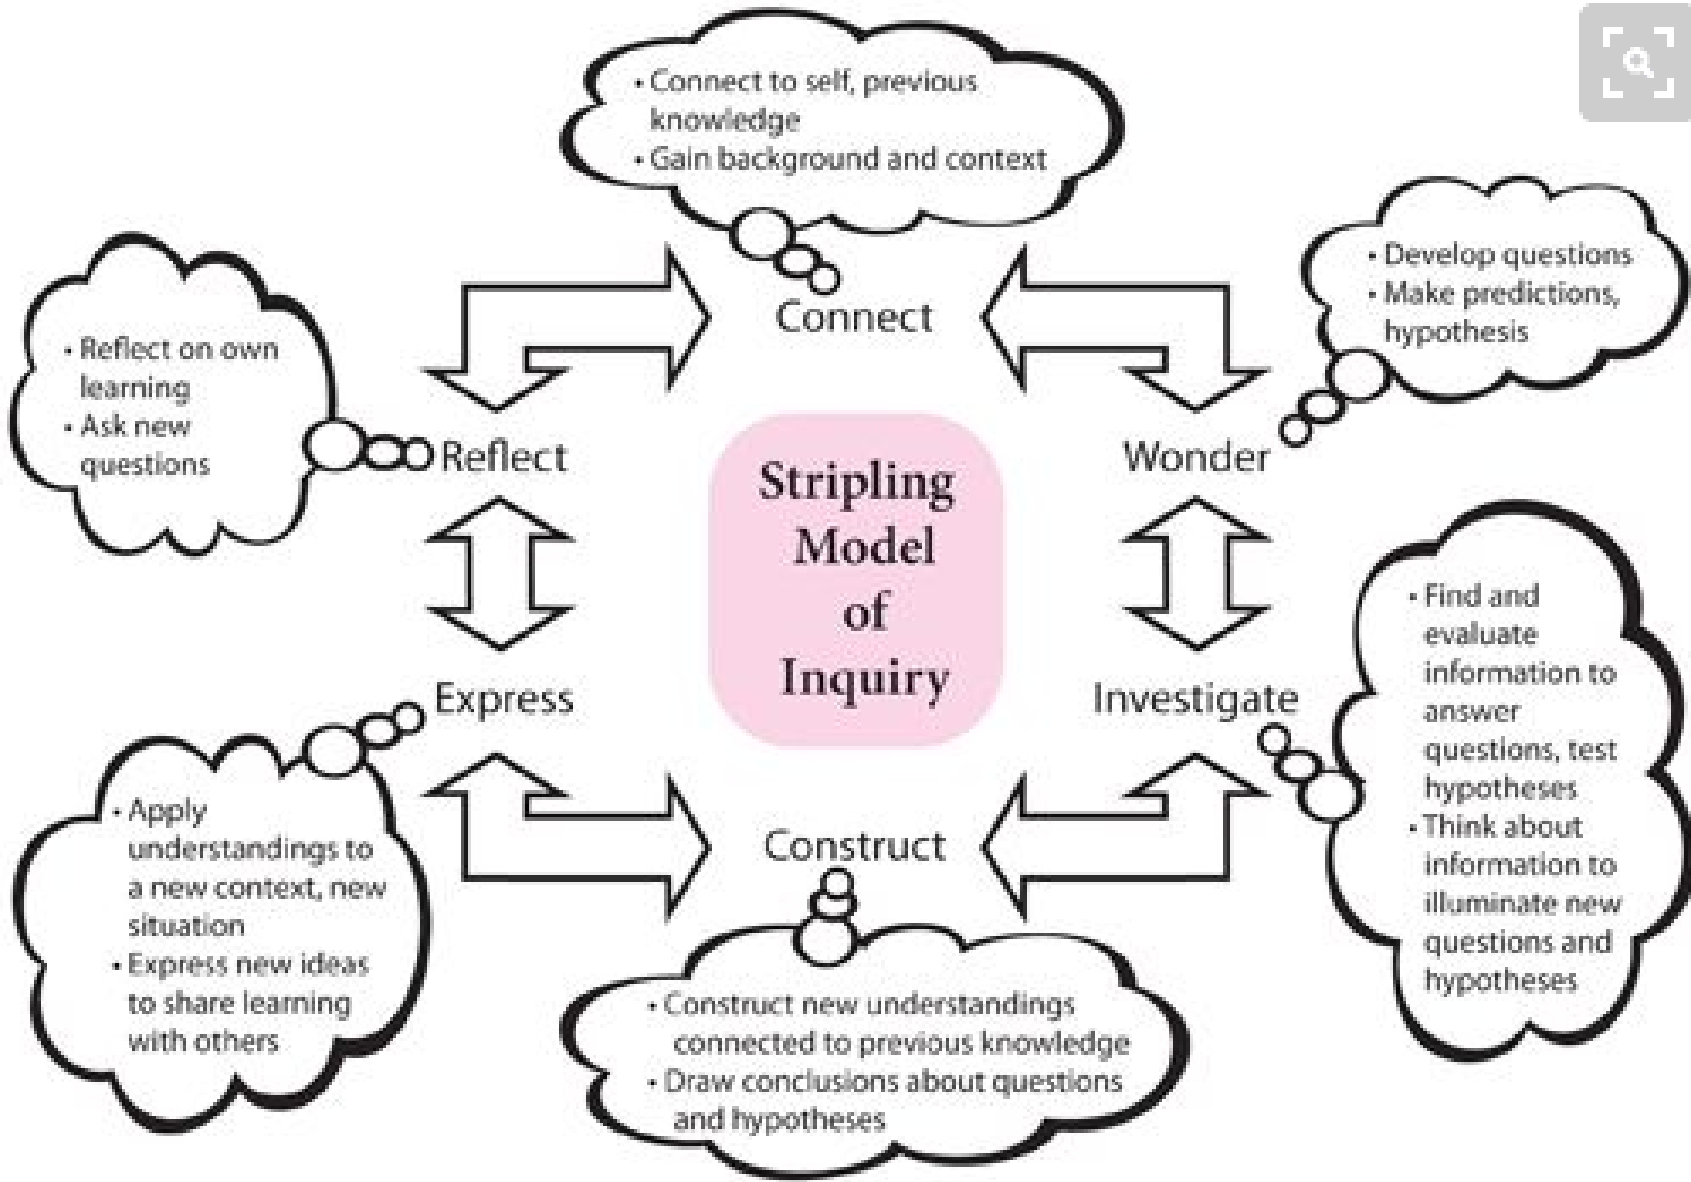 • Connect to self, previous
knowledge
• Gain background and context
Connect
• Develop questions
• Make predictions,
hypothesis
Wonder
• Find and
evaluate
information to
answer
questions, test
hypotheses
• Think about
information to
illuminate new
questions and
hypotheses
Investigate
Construct
• Construct new understandings
connected to previous knowledge
• Draw conclusions about questions
and hypotheses
Express
• Apply
understandings to
a new context, new
situation
• Express new ideas
to share learning
with others
Reflect
• Reflect on own
learning
• Ask new
questions
Stripling
Model
of
Inquiry